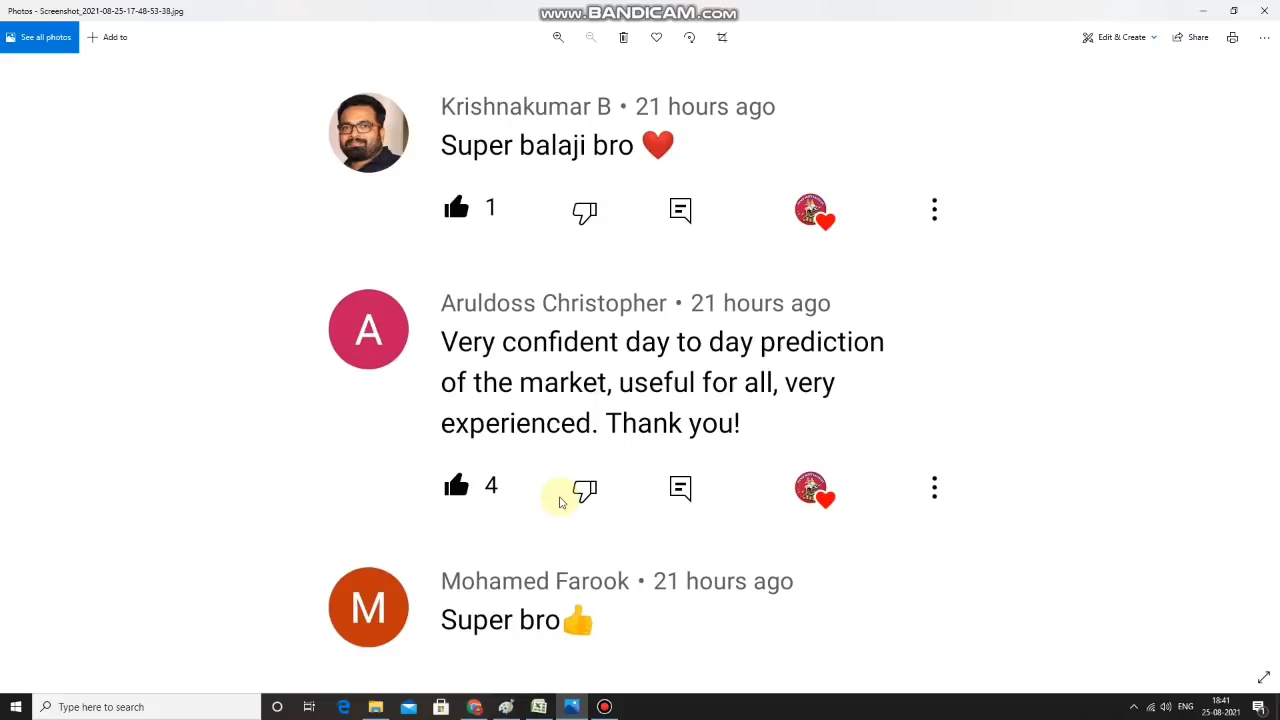 Photos - Screenshot_2021-08-25-17-48-53-38.jpg
www.BANDICAM.com
See all photos
Add to
Edit & Create
Share
Krishnakumar B • 21 hours ago
Super balaji bro ❤️
1
Aruldoss Christopher • 21 hours ago
Very confident day to day prediction
of the market, useful for all, very
experienced. Thank you!
4
A
Mohamed Farook • 21 hours ago
Super bro👍
M
Type here to search
ENG
18:41
25-08-2021